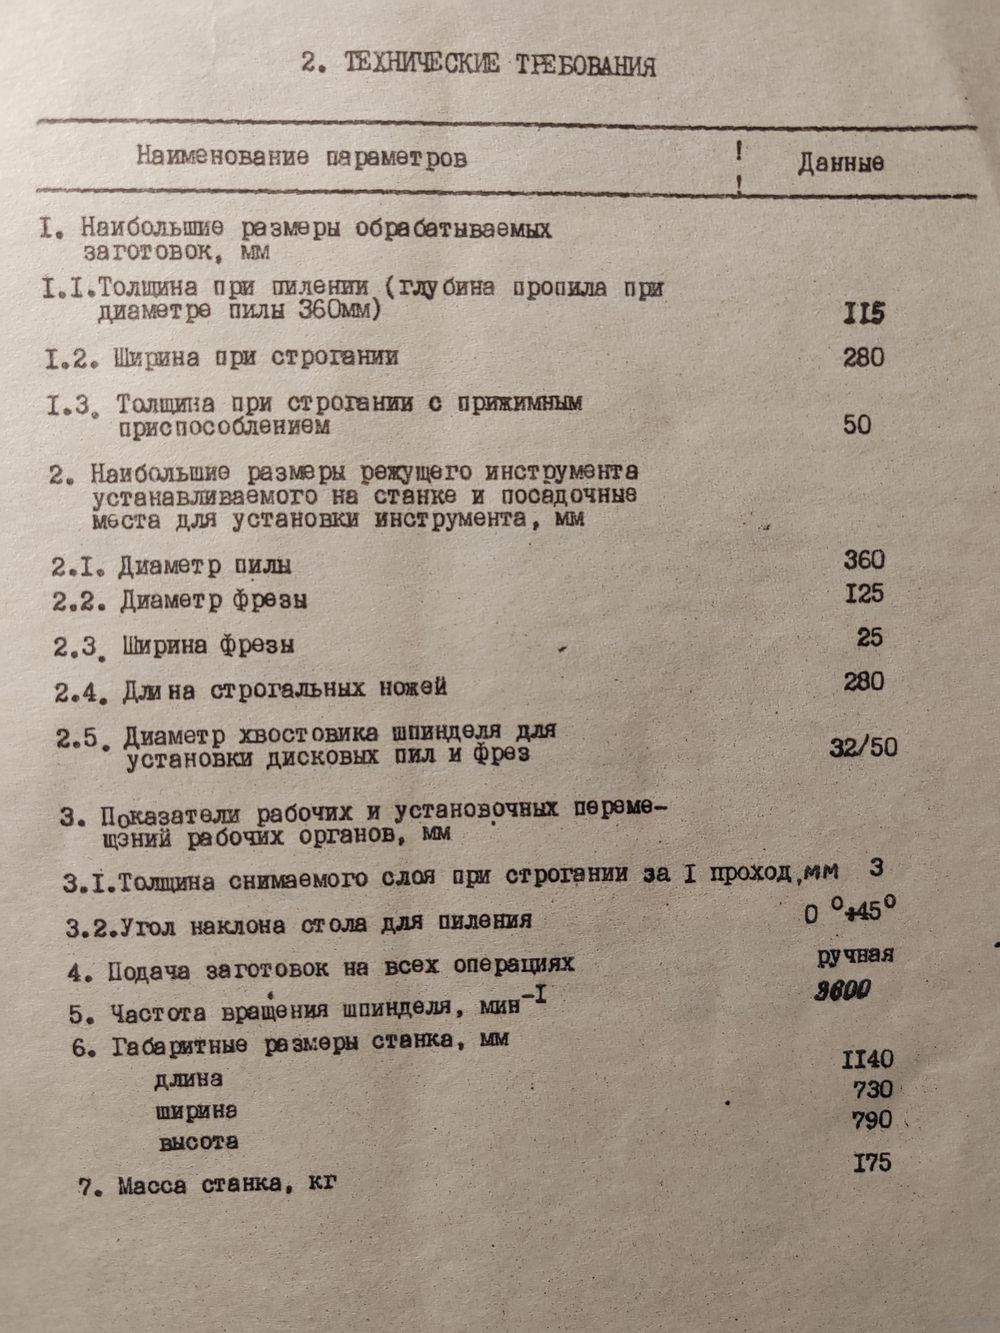 2. ТЕХНИЧЕСКИЕ ТРЕБОВАНИЯ
Наименование параметров ! Данные
!
I. Наибольшие размеры обрабатываемых
заготовок, мм
I.I.Толщина при пилении (глубина пропила при
диаметре пилы 360мм) II5
I.2. Ширина при строгании 280
I.3. Толщина при строгании с прижимным
приспособлением 50
2. Наибольшие размеры режущего инструмента
устанавливаемого на станке и посадочные
места для установки инструмента, мм
2.I. Диаметр пилы 360
2.2. Диаметр фрезы I25
2.3. Ширина фрезы 25
2.4. Длина строгальных ножей 280
2.5. Диаметр хвостовика шпинделя для
установки дисковых пил и фрез 32/50
3. Показатели рабочих и установочных переме-
щэний рабочих органов, мм
3.I.Толщина снимаемого слоя при строгании за I проход,мм 3
3.2.Угол наклона стола для пиления 0 °+45°
4. Подача заготовок на всех операциях ручная
5. Частота вращения шпинделя, мин⁻I 3600
6. Габаритные размеры станка, мм
длина II40
ширина 730
высота 790
7. Масса станка, кг I75